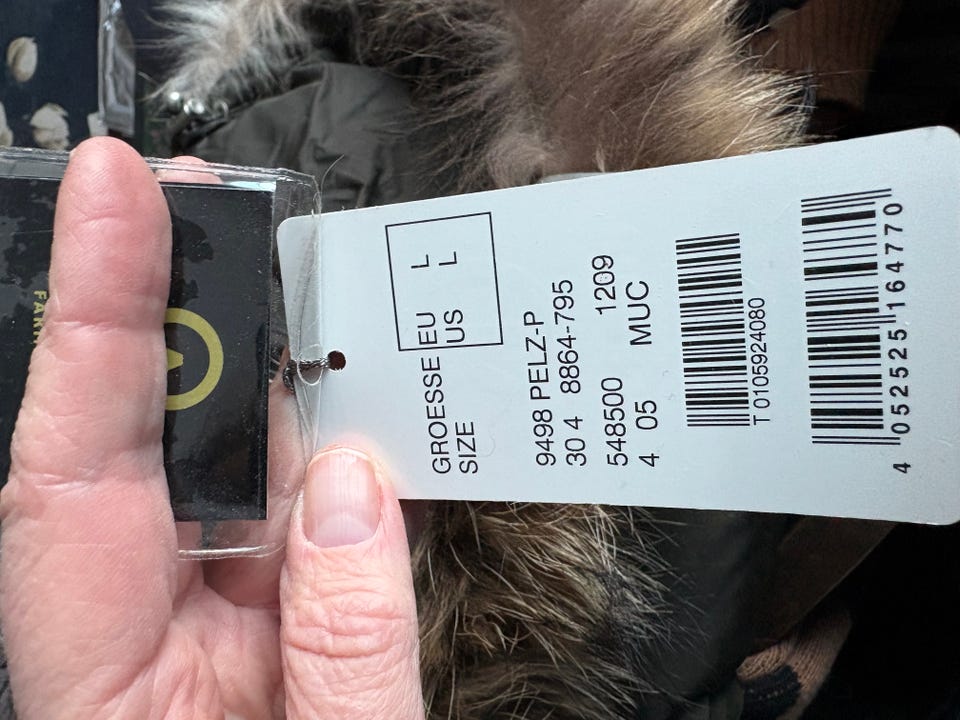 GROESSE EU L
SIZE US L
9498 PELZ-P
30 4 8864-795
548500 1209
4 05 MUC
T 0105924080
4 052525 164770